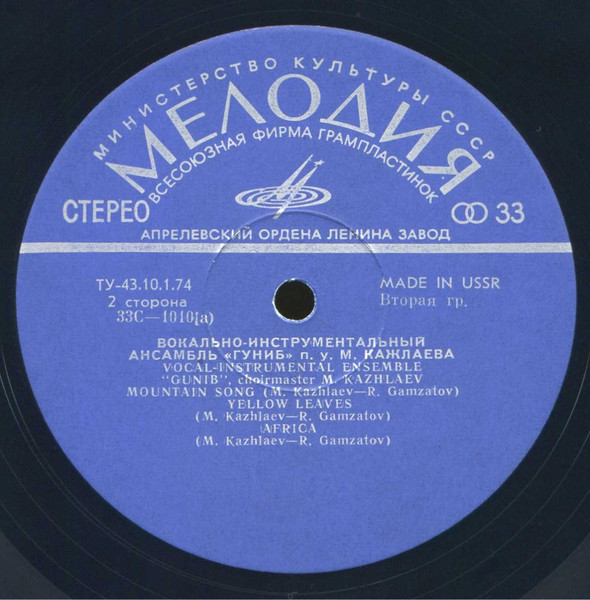 МИНИСТЕРСТВО КУЛЬТУРЫ СССР
МЕЛОДИЯ
ВСЕСОЮЗНАЯ ФИРМА ГРАМПЛАСТИНОК
СТЕРЕО
33
АПРЕЛЕВСКИЙ ОРДЕНА ЛЕНИНА ЗАВОД
ТУ-43.10.1.74
MADE IN USSR
2 сторона
Вторая гр.
33С—1010(а)
ВОКАЛЬНО-ИНСТРУМЕНТАЛЬНЫЙ
АНСАМБЛЬ «ГУНИБ» п. у. М. КАЖЛАЕВА
VOCAL-INSTRUMENTAL ENSEMBLE
"GUNIB", choirmaster M. KAZHLAEV
MOUNTAIN SONG (M. Kazhlaev—R. Gamzatov)
YELLOW LEAVES
(M. Kazhlaev—R. Gamzatov)
AFRICA
(M. Kazhlaev—R. Gamzatov)